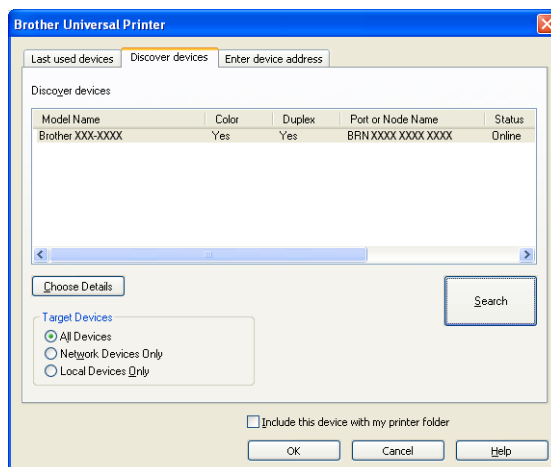 Brother Universal Printer
Last used devices Discover devices Enter device address
Discover devices
Model Name Color Duplex Port or Node Name Status
Brother XXX-XXXX Yes Yes BRN XXXX XXXX XXXX Online
Choose Details
Search
Target Devices
All Devices
Network Devices Only
Local Devices Only
Include this device with my printer folder
OK Cancel Help